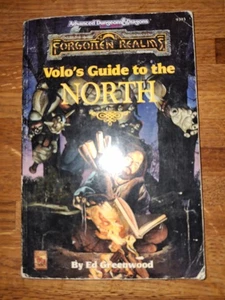 Advanced Dungeons & Dragons
FORGOTTEN REALMS
Volo's Guide to the
NORTH
By Ed Greenwood